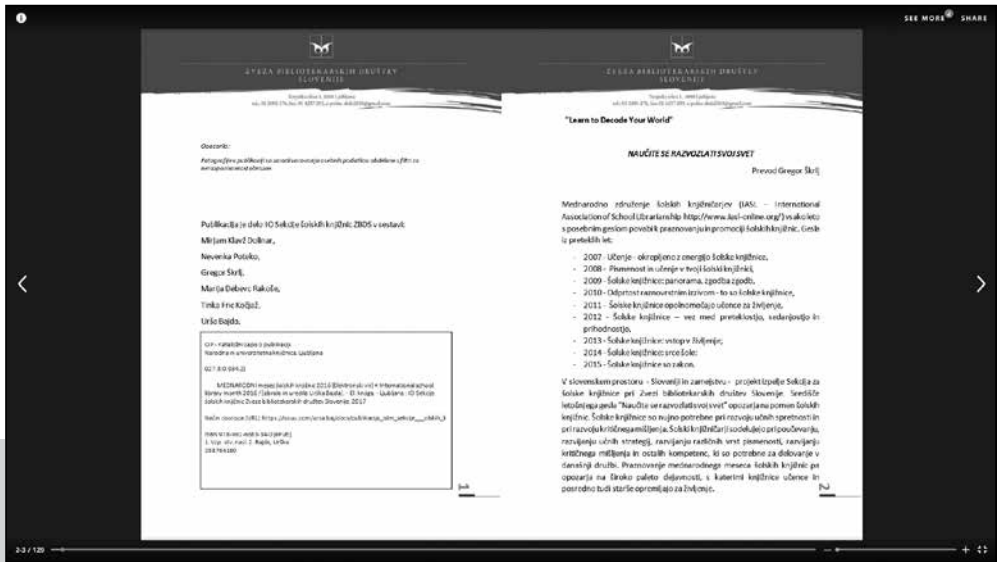 SEE MORE SHARE
ZVEZA BIBLIOTEKARSKIH DRUŠTEV
SLOVENIJE
Opozorilo:
Publikacija je delo IO Sekcije šolskih knjižnic ZBDS v sestavi:
Mirjam Klavž Dolinar,
Nevenka Poteko,
Gregor Škrlj,
Marija Debevc Rakoše,
Tinka Fric Kočjaž,
Urša Bajda,
CIP - Kataložni zapis o publikaciji
Narodna in univerzitetna knjižnica, Ljubljana
1
ZVEZA BIBLIOTEKARSKIH DRUŠTEV
SLOVENIJE
"Learn to Decode Your World"
NAUČITE SE RAZVOZLATI SVOJ SVET
Prevod Gregor Škrlj
Mednarodno združenje šolskih knjižničarjev (IASL – International
Association of School Librarianship http://www.iasl-online.org/) vsako leto
s posebnim geslom povabi k praznovanju in promociji šolskih knjižnic. Gesla
iz preteklih let:
- 2007 - Učenje - okrepljeno z energijo šolske knjižnice,
- 2008 - Pismenost in učenje v tvoji šolski knjižnici,
- 2009 - Šolske knjižnice: panorama, zgodba zgodb,
- 2010 - Odprtost raznovrstnim izzivom - to so šolske knjižnice,
- 2011 - Šolske knjižnice opolnomočajo učence za življenje,
- 2012 - Šolske knjižnice – vez med preteklostjo, sedanjostjo in
prihodnostjo,
- 2013 - Šolske knjižnice: vstop v življenje;
- 2014 - Šolske knjižnice: srce šole;
- 2015 - Šolske knjižnice so zakon.
V slovenskem prostoru - Sloveniji in zamejstvu - projekt izpelje Sekcija za
šolske knjižnice pri Zvezi bibliotekarskih društev Slovenije. Središče
letošnjega gesla "Naučite se razvozlati svoj svet" opozarja na pomen šolskih
knjižnic. Šolske knjižnice so nujno potrebne pri razvoju učnih spretnosti in
pri razvoju kritičnega mišljenja. Šolski knjižničarji sodelujejo pri poučevanju,
razvijanju učnih strategij, razvijanju različnih vrst pismenosti, razvijanju
kritičnega mišljenja in ostalih kompetenc, ki so potrebne za delovanje v
današnji družbi. Praznovanje mednarodnega meseca šolskih knjižnic pa
opozarja na široko paleto dejavnosti, s katerimi knjižnice učence in
posredno tudi starše opremljajo za življenje.
2
2-3 / 129